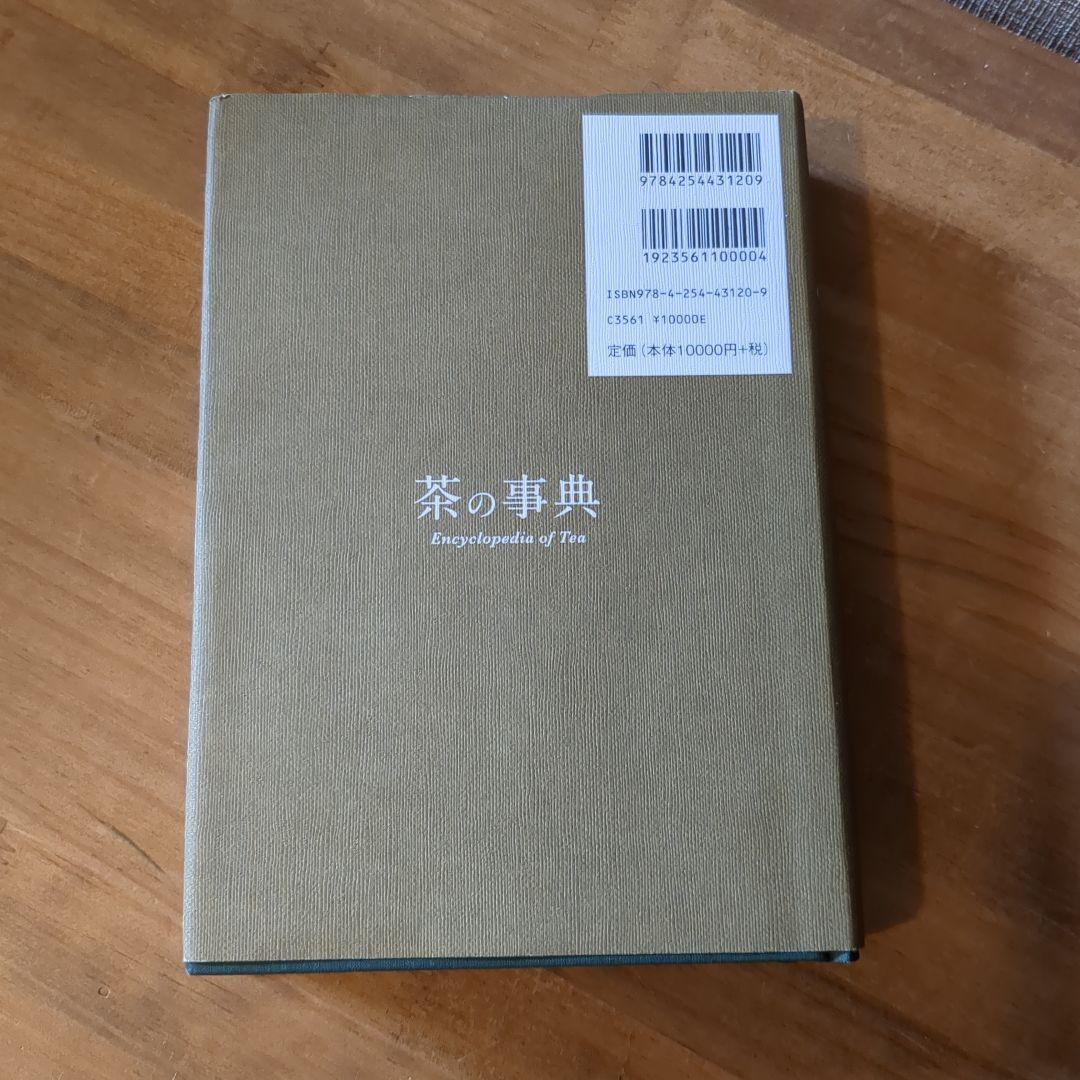 9784254431209
1923561100004
ISBN978-4-254-43120-9
C3561 ¥10000E
定価(本体10000円+税)
茶の事典
Encyclopedia of Tea